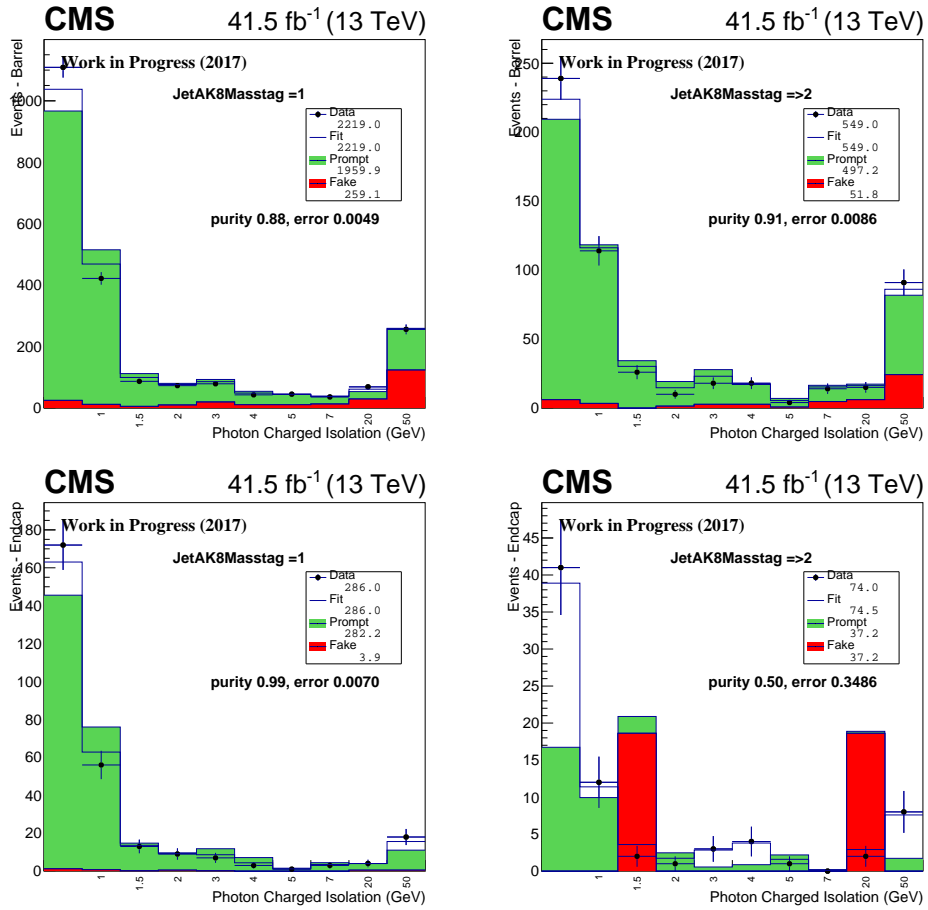 CMS 41.5 fb⁻¹ (13 TeV)
Events - Barrel
Work in Progress (2017)
JetAK8Masstag =1
Data
2219.0
Fit
2219.0
Prompt
1959.9
Fake
259.1
purity 0.88, error 0.0049
1000
800
600
400
200
0
1 1.5 2 3 4 5 7 20 50
Photon Charged Isolation (GeV)
CMS 41.5 fb⁻¹ (13 TeV)
Events - Barrel
Work in Progress (2017)
JetAK8Masstag =>2
Data
549.0
Fit
549.0
Prompt
497.2
Fake
51.8
purity 0.91, error 0.0086
250
200
150
100
50
0
1 1.5 2 3 4 5 7 20 50
Photon Charged Isolation (GeV)
CMS 41.5 fb⁻¹ (13 TeV)
Events - Endcap
Work in Progress (2017)
JetAK8Masstag =1
Data
286.0
Fit
286.0
Prompt
282.2
Fake
3.9
purity 0.99, error 0.0070
180
160
140
120
100
80
60
40
20
0
1 1.5 2 3 4 5 7 20 50
Photon Charged Isolation (GeV)
CMS 41.5 fb⁻¹ (13 TeV)
Events - Endcap
Work in Progress (2017)
JetAK8Masstag =>2
Data
74.0
Fit
74.5
Prompt
37.2
Fake
37.2
purity 0.50, error 0.3486
45
40
35
30
25
20
15
10
5
0
1 1.5 2 3 4 5 7 20 50
Photon Charged Isolation (GeV)